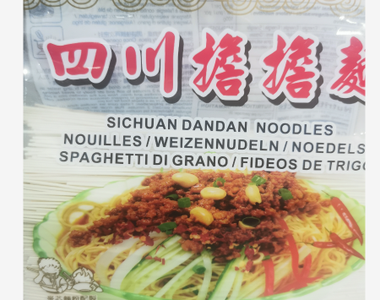 四川擔擔麵
SICHUAN DANDAN NOODLES
NOUILLES / WEIZENNUDELN / NOEDELS
SPAGHETTI DI GRANO / FIDEOS DE TRIGO